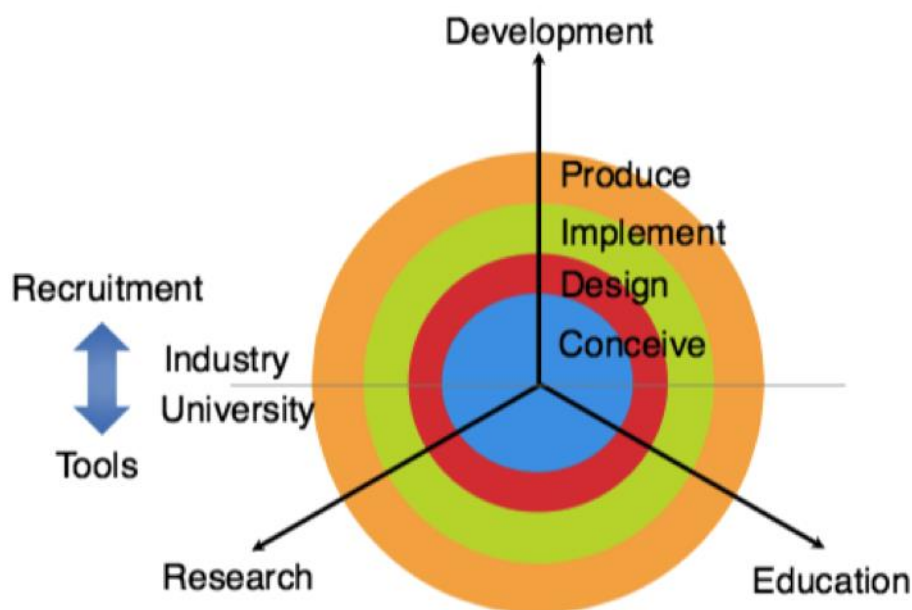 Development
Produce
Implement
Design
Conceive
Recruitment
Industry
University
Tools
Research
Education